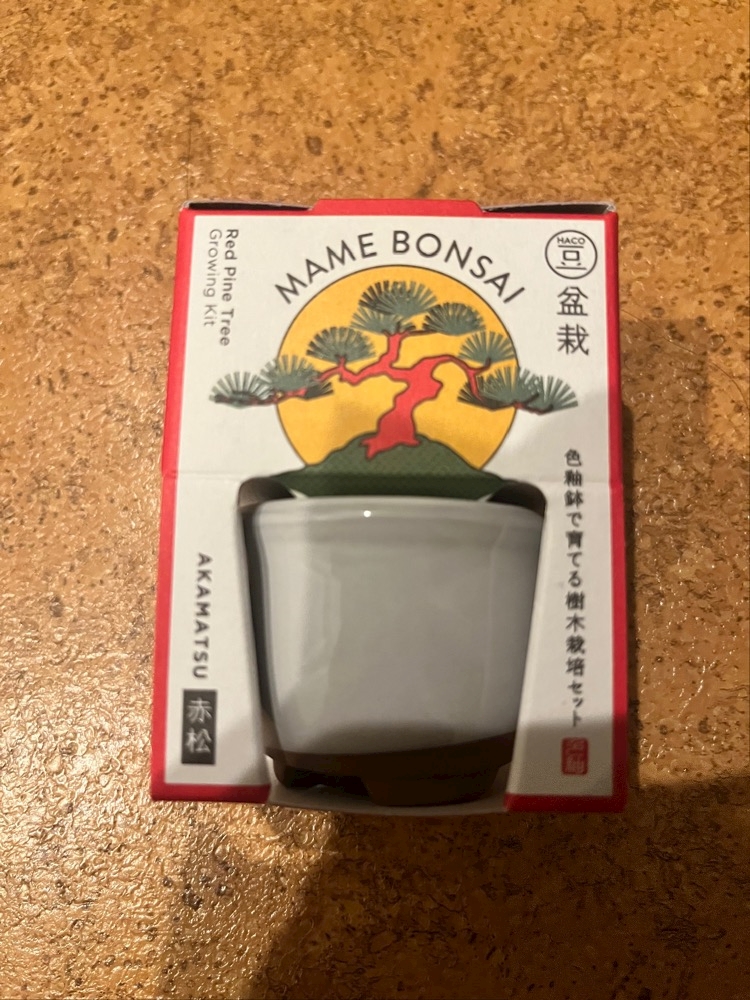 MAME BONSAI
HACO
豆
盆栽
Red Pine Tree
Growing Kit
色釉鉢で育てる樹木栽培セット
AKAMATSU
赤松